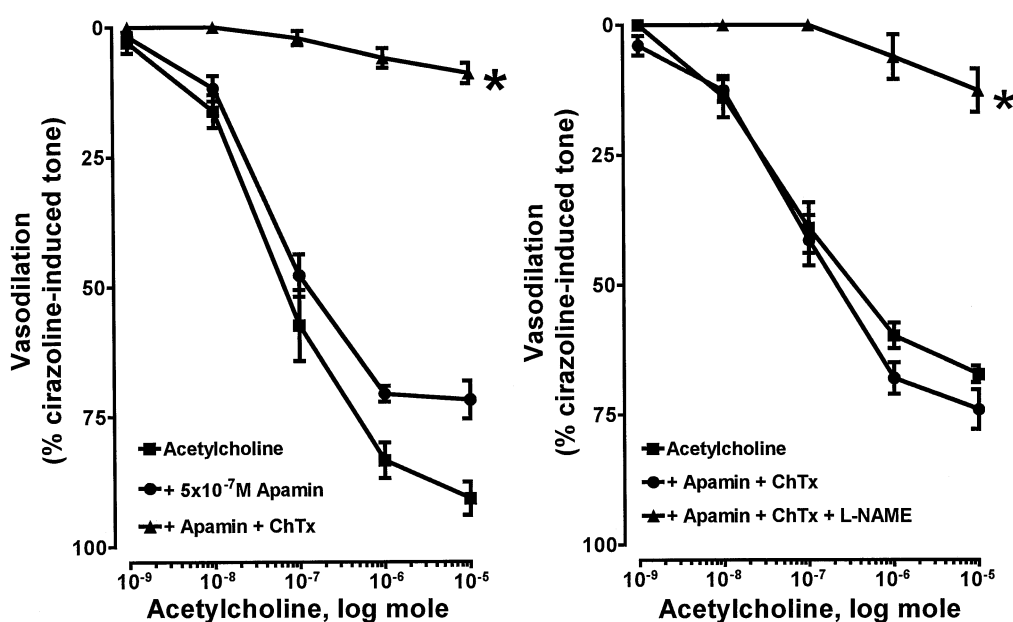 0
25
50
75
100
Vasodilation
(% cirazoline-induced tone)
*
Acetylcholine
+ 5x10⁻⁷M Apamin
+ Apamin + ChTx
10⁻⁹ 10⁻⁸ 10⁻⁷ 10⁻⁶ 10⁻⁵
Acetylcholine, log mole
0
25
50
75
100
Vasodilation
(% cirazoline-induced tone)
*
Acetylcholine
+ Apamin + ChTx
+ Apamin + ChTx + L-NAME
10⁻⁹ 10⁻⁸ 10⁻⁷ 10⁻⁶ 10⁻⁵
Acetylcholine, log mole